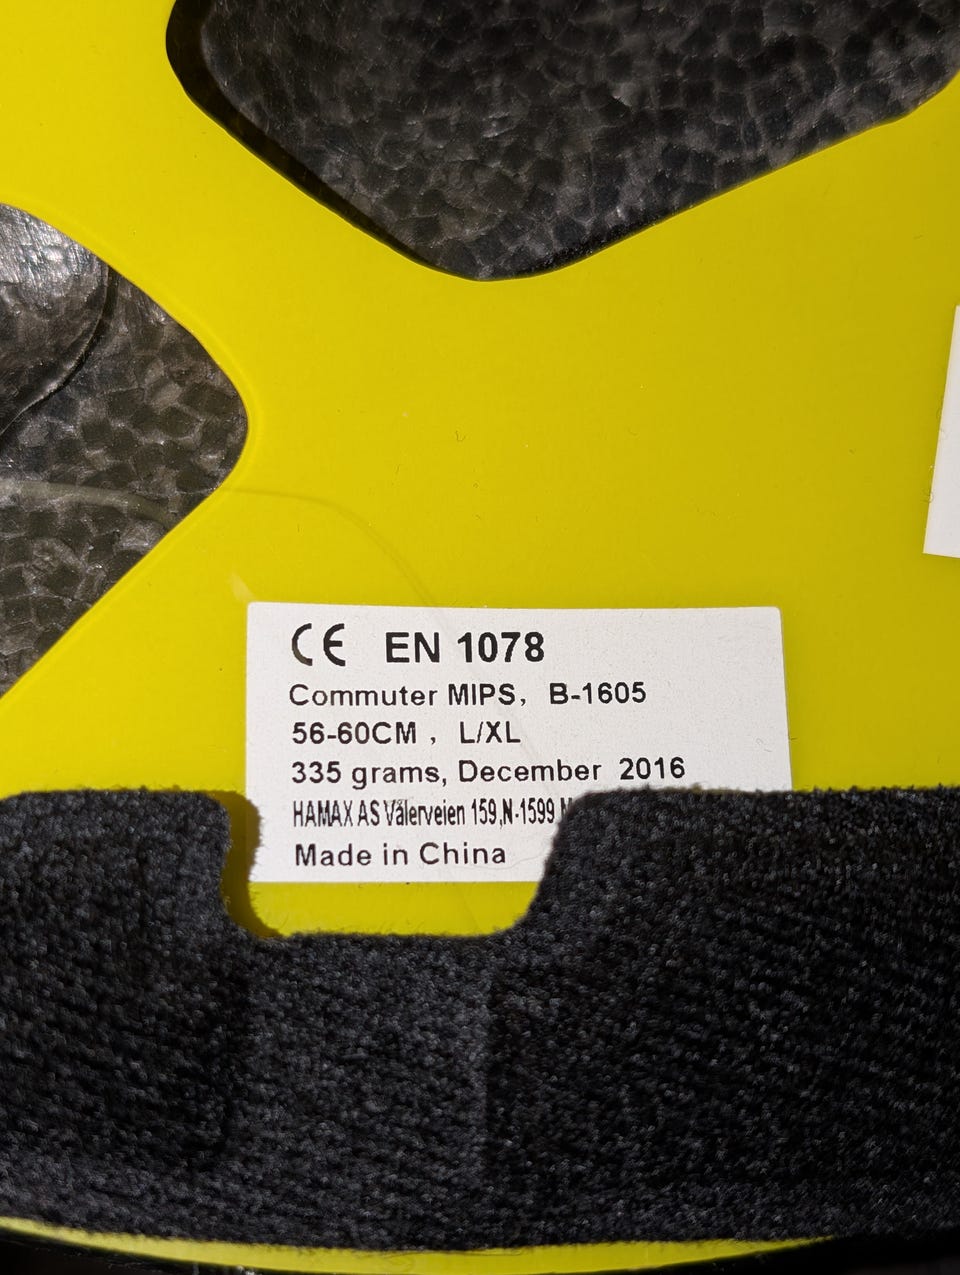 CE EN 1078
Commuter MIPS, B-1605
56-60CM , L/XL
335 grams, December 2016
HAMAX AS Vålerveien 159,N-1599
Made in China